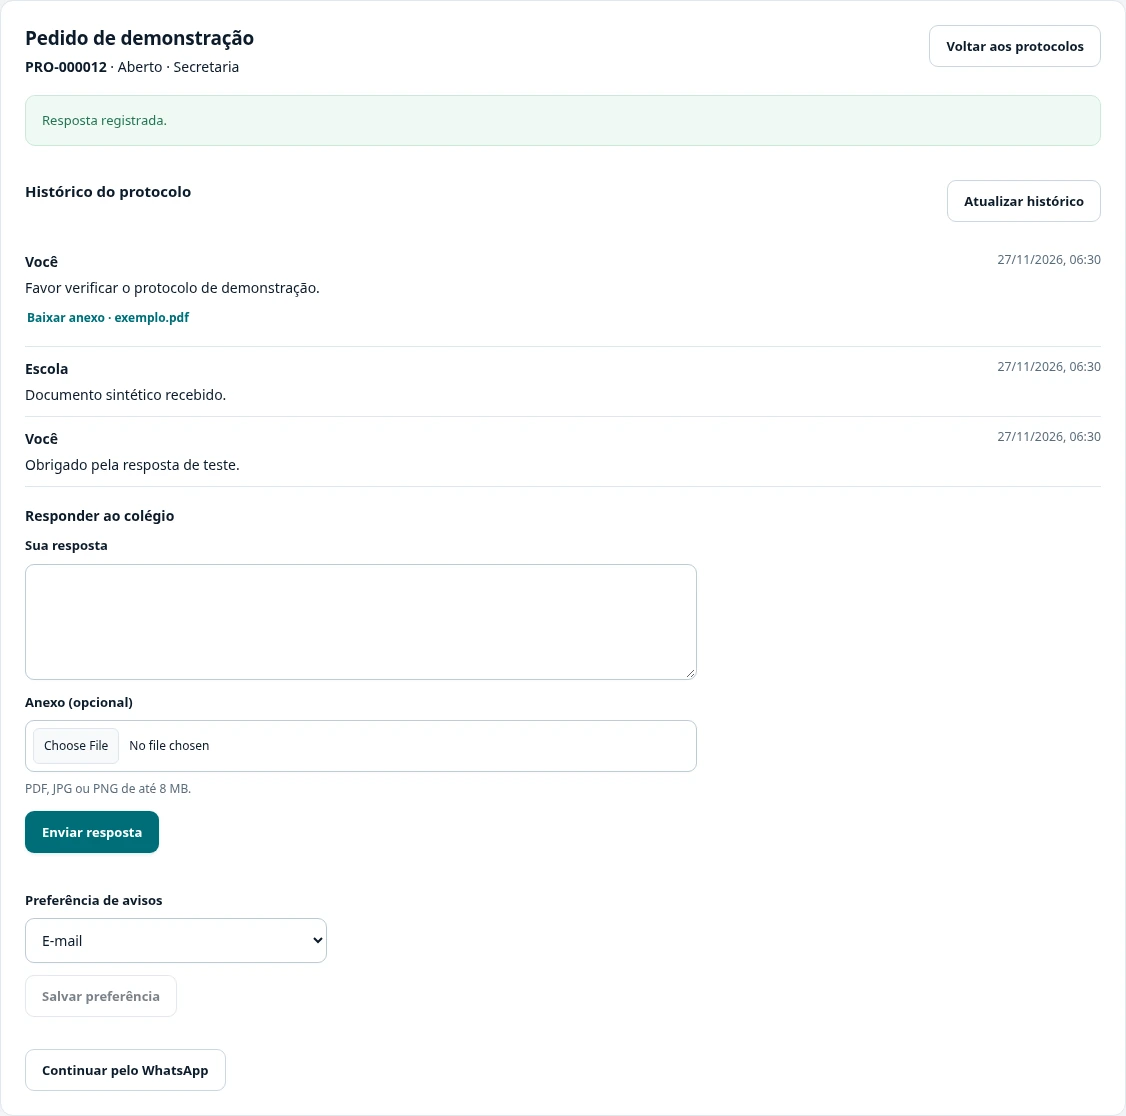 Pedido de demonstração
Voltar aos protocolos
PRO-000012 · Aberto · Secretaria
Resposta registrada.
Histórico do protocolo
Atualizar histórico
Você
27/11/2026, 06:30
Favor verificar o protocolo de demonstração.
Baixar anexo · exemplo.pdf
Escola
27/11/2026, 06:30
Documento sintético recebido.
Você
27/11/2026, 06:30
Obrigado pela resposta de teste.
Responder ao colégio
Sua resposta
Anexo (opcional)
Choose File No file chosen
PDF, JPG ou PNG de até 8 MB.
Enviar resposta
Preferência de avisos
E-mail
Salvar preferência
Continuar pelo WhatsApp